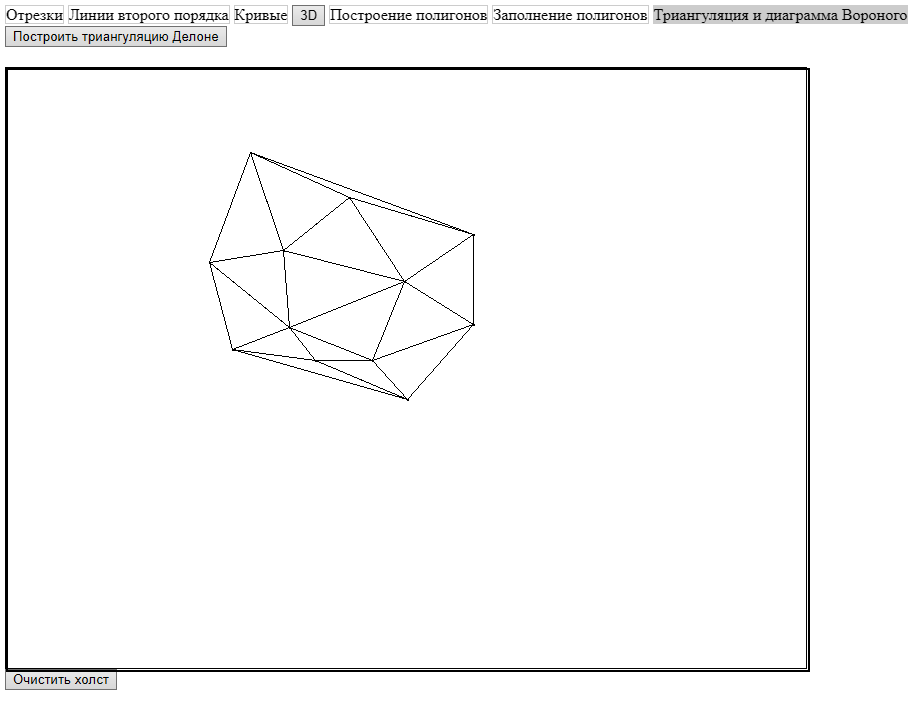 Отрезки Линии второго порядка Кривые 3D Построение полигонов Заполнение полигонов Триангуляция и диаграмма Вороного
Построить триангуляцию Делоне
Очистить холст